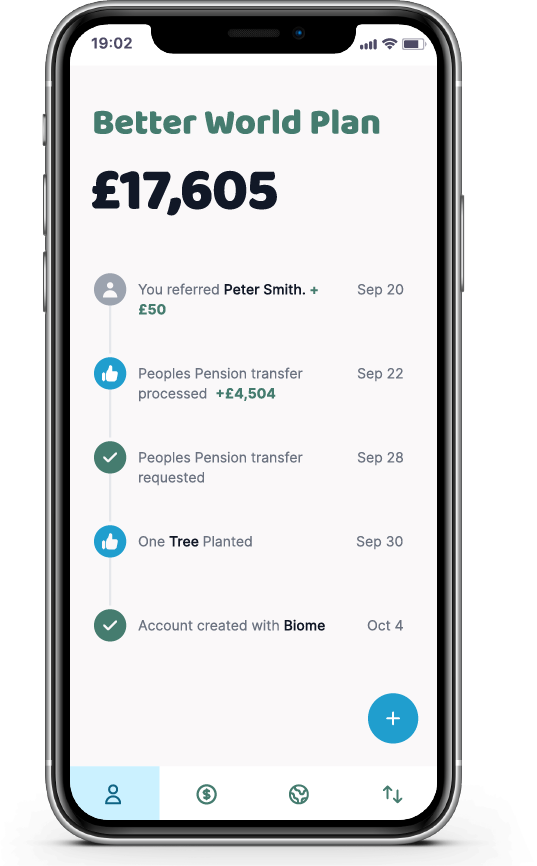 19:02
Better World Plan
£17,605
You referred Peter Smith. + Sep 20
£50
Peoples Pension transfer Sep 22
processed +£4,504
Peoples Pension transfer Sep 28
requested
One Tree Planted Sep 30
Account created with Biome Oct 4